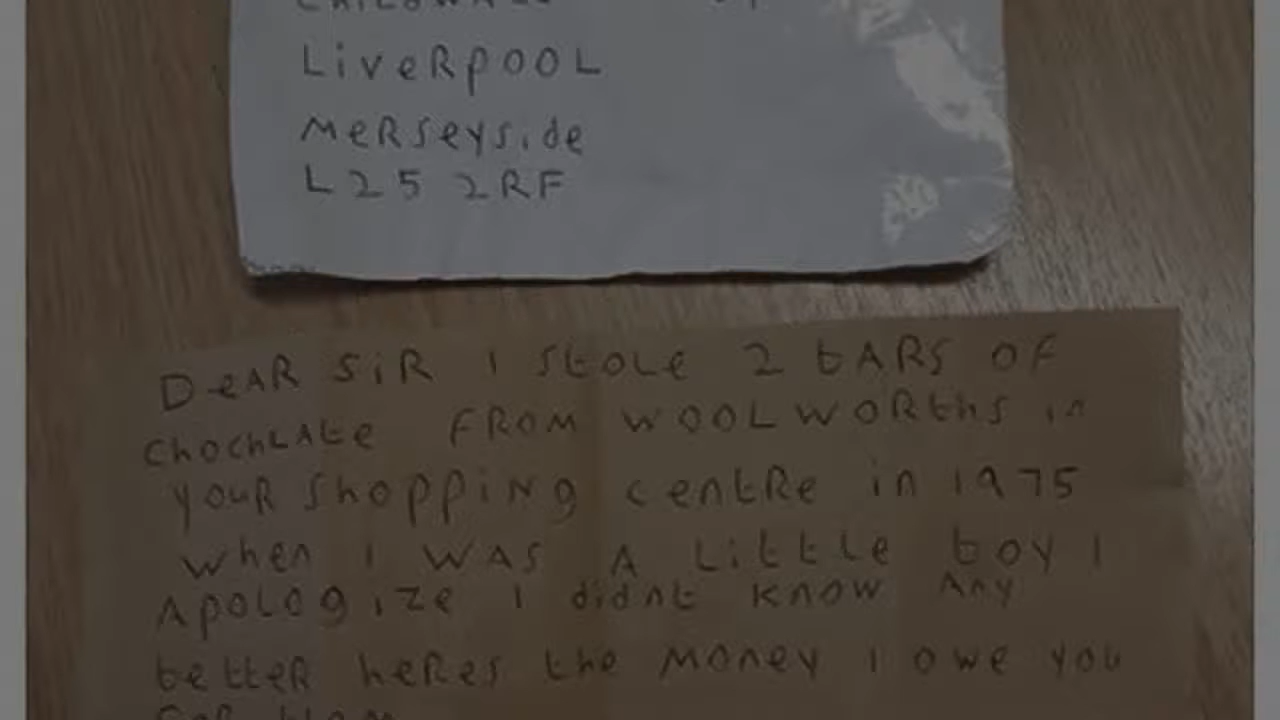 LiveRpOOL
MeRSeySide
L25 2RF
DeAR SiR I StOLe 2 bARS OF
ChOChLAte FROM WOOLWORthS in
yOuR ShOppiNg CentRe in 1975
when I WAS A Little boy I
ApOLOgize I didnt KnOW Any
betteR heRes the MOney I Owe yOu